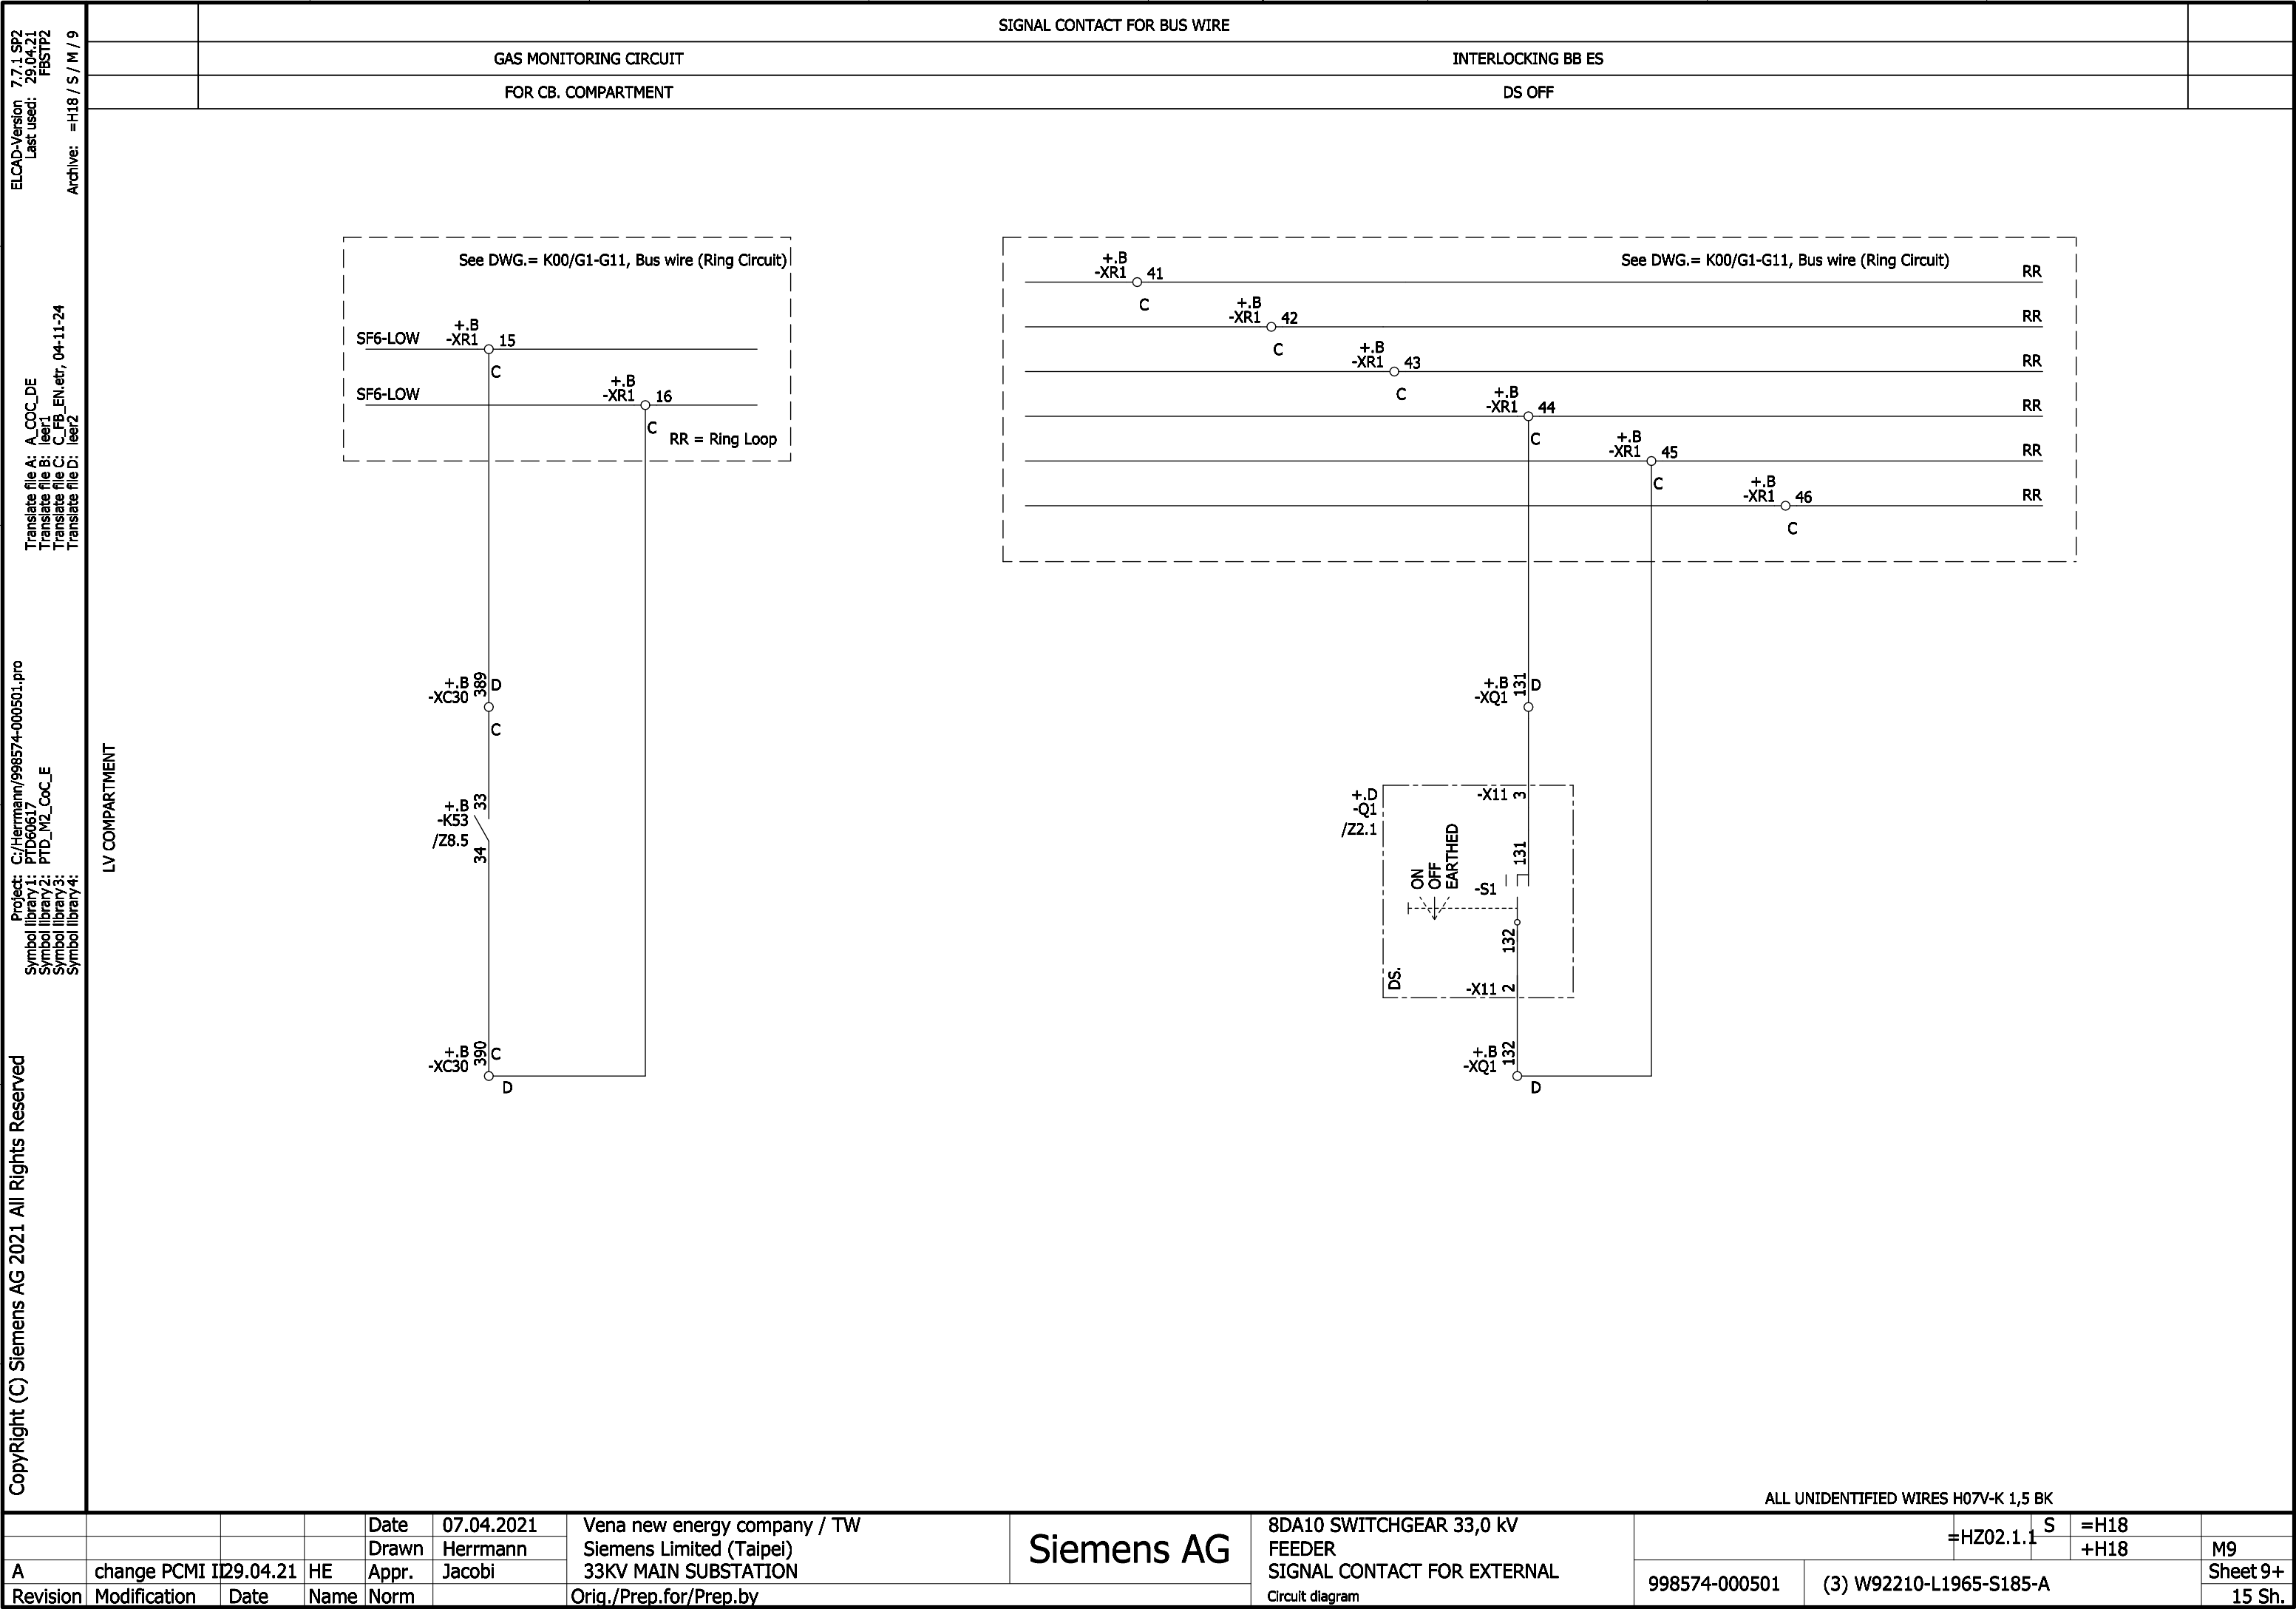 SIGNAL CONTACT FOR BUS WIRE
GAS MONITORING CIRCUIT
INTERLOCKING BB ES
FOR CB. COMPARTMENT
DS OFF
ELCAD-Version 7.7.1 SP2
Last used: 29.04.21
FBSTP2
Archive: =H18 / S / M / 9
Translate file A: A_COC_DE
Translate file B: leer1
Translate file C: C_FB_EN.etr, 04-11-24
Translate file D: leer2
Project: C:/Herrmann/998574-000501.pro
Symbol library1: PTD60617
Symbol library2: PTD_M2_CoC_E
Symbol library3:
Symbol library4:
CopyRight (C) Siemens AG 2021 All Rights Reserved
LV COMPARTMENT
See DWG.= K00/G1-G11, Bus wire (Ring Circuit)
SF6-LOW
+.B
-XR1 15
C
SF6-LOW
+.B
-XR1 16
C
RR = Ring Loop
+.B
-XC30 389 D
C
+.B
-K53
/Z8.5
33
34
+.B
-XC30 390 C
D
See DWG.= K00/G1-G11, Bus wire (Ring Circuit)
+.B
-XR1 41
C
RR
+.B
-XR1 42
C
RR
+.B
-XR1 43
C
RR
+.B
-XR1 44
C
RR
+.B
-XR1 45
C
RR
+.B
-XR1 46
C
RR
+.B
-XQ1 131 D
+.D
-Q1
/Z2.1
-X11 3
131
ON
OFF
EARTHED
-S1
132
DS.
-X11 2
+.B
-XQ1 132
D
ALL UNIDENTIFIED WIRES H07V-K 1,5 BK
Date 07.04.2021
Drawn Herrmann
A change PCMI II 29.04.21 HE Appr. Jacobi
Revision Modification Date Name Norm
Vena new energy company / TW
Siemens Limited (Taipei)
33KV MAIN SUBSTATION
Orig./Prep.for/Prep.by
Siemens AG
8DA10 SWITCHGEAR 33,0 kV
FEEDER
SIGNAL CONTACT FOR EXTERNAL
Circuit diagram
=HZ02.1.1
S =H18
+H18
998574-000501
(3) W92210-L1965-S185-A
M9
Sheet 9+
15 Sh.